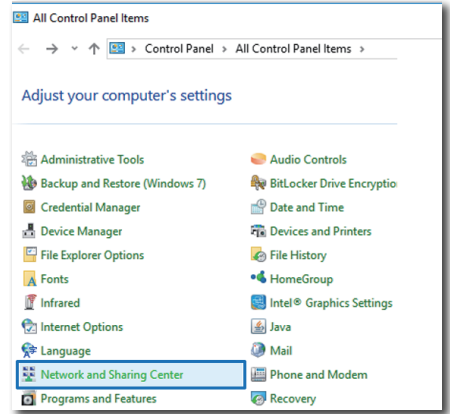 All Control Panel Items
Control Panel > All Control Panel Items >
Adjust your computer's settings
Administrative Tools
Audio Controls
Backup and Restore (Windows 7)
BitLocker Drive Encryptio
Credential Manager
Date and Time
Device Manager
Devices and Printers
File Explorer Options
File History
Fonts
HomeGroup
Infrared
Intel® Graphics Settings
Internet Options
Java
Language
Mail
Network and Sharing Center
Phone and Modem
Programs and Features
Recovery